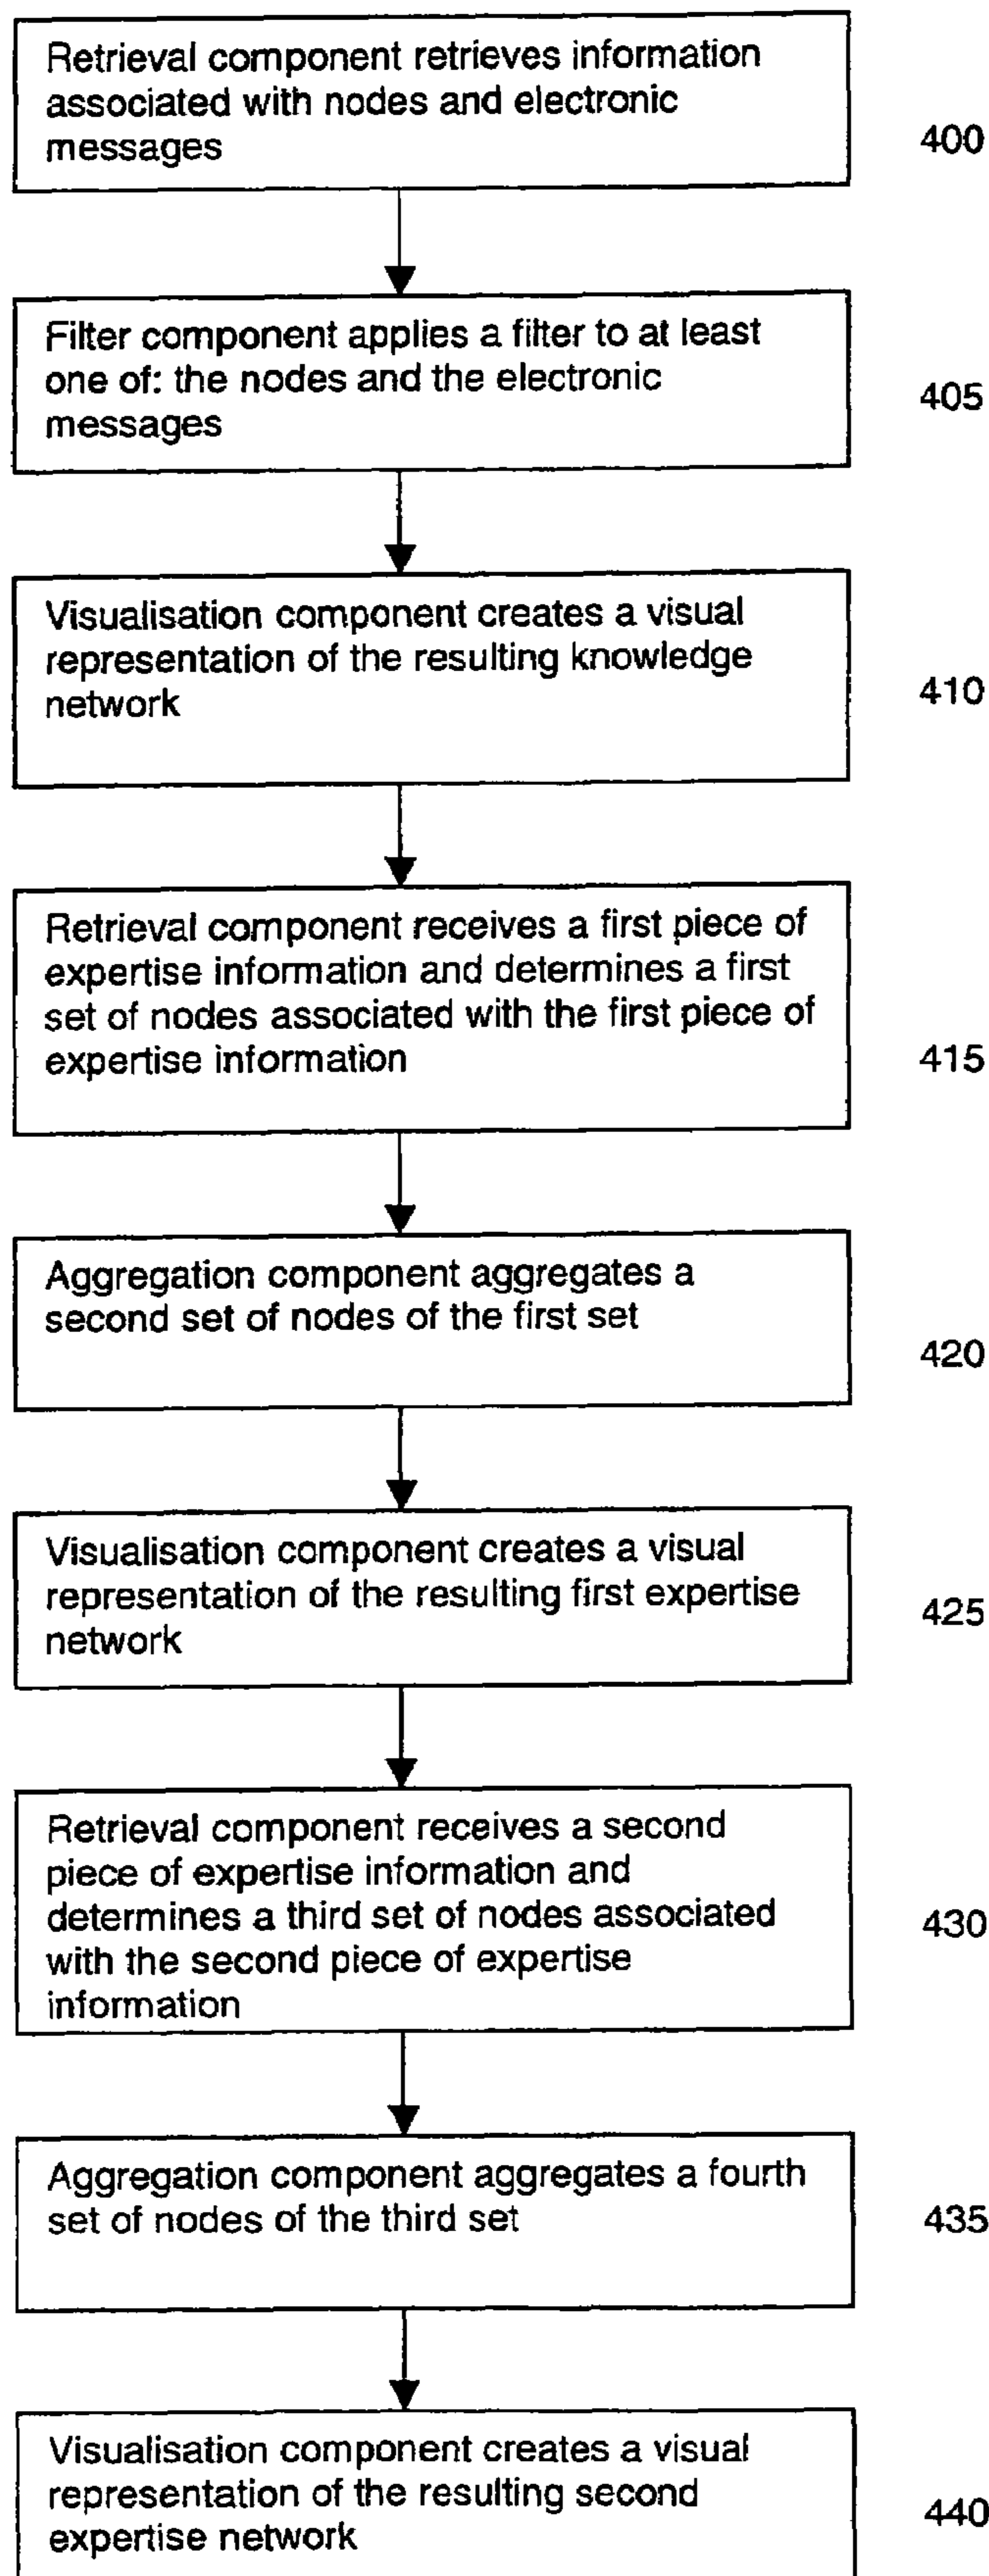 Retrieval component retrieves information
associated with nodes and electronic
messages
400
Filter component applies a filter to at least
one of: the nodes and the electronic
messages
405
Visualisation component creates a visual
representation of the resulting knowledge
network
410
Retrieval component receives a first piece of
expertise information and determines a first
set of nodes associated with the first piece of
expertise information
415
Aggregation component aggregates a
second set of nodes of the first set
420
Visualisation component creates a visual
representation of the resulting first expertise
network
425
Retrieval component receives a second
piece of expertise information and
determines a third set of nodes associated
with the second piece of expertise
information
430
Aggregation component aggregates a fourth
set of nodes of the third set
435
Visualisation component creates a visual
representation of the resulting second
expertise network
440